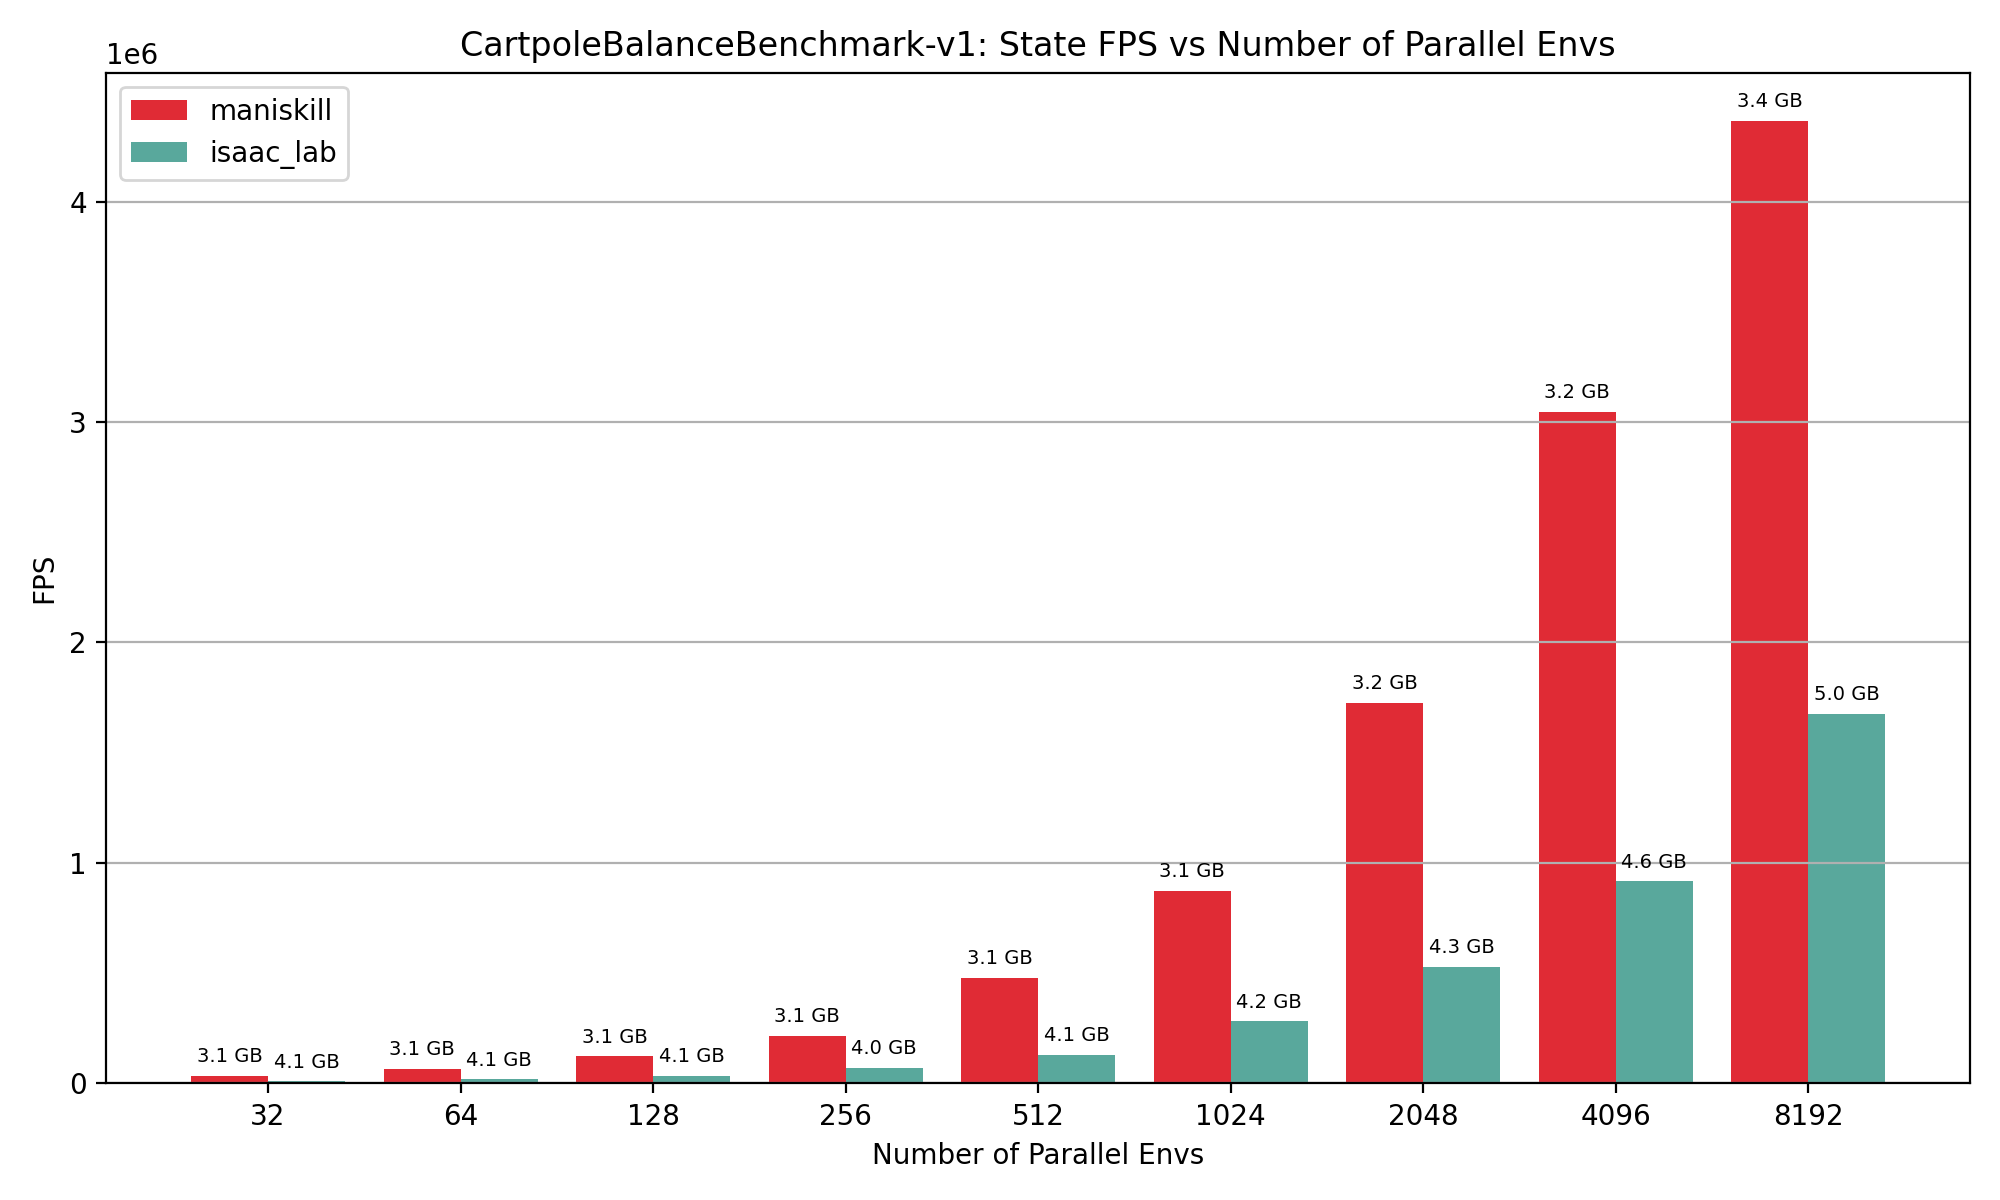 CartpoleBalanceBenchmark-v1: State FPS vs Number of Parallel Envs
1e6
maniskill
isaac_lab
FPS
4
3
2
1
0
3.1 GB
4.1 GB
3.1 GB
4.1 GB
3.1 GB
4.1 GB
3.1 GB
4.0 GB
3.1 GB
4.1 GB
3.1 GB
4.2 GB
3.2 GB
4.3 GB
3.2 GB
4.6 GB
3.4 GB
5.0 GB
32 64 128 256 512 1024 2048 4096 8192
Number of Parallel Envs